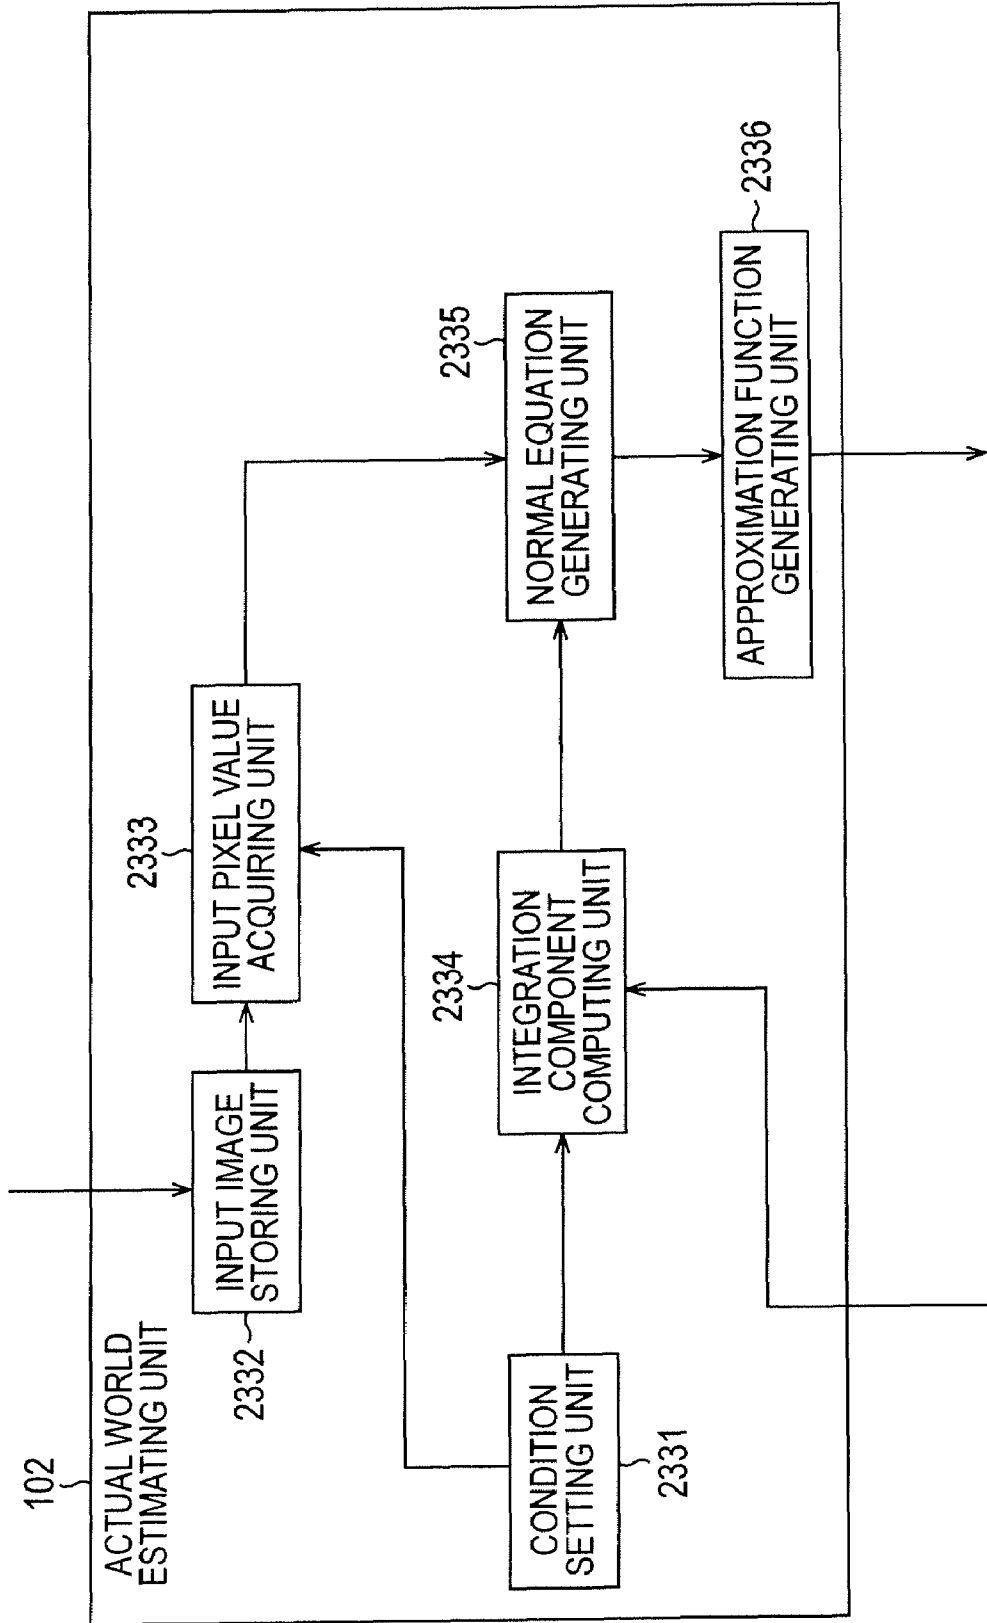 102
ACTUAL WORLD
ESTIMATING UNIT
2332
INPUT IMAGE
STORING UNIT
2333
INPUT PIXEL VALUE
ACQUIRING UNIT
CONDITION
SETTING UNIT
2331
2334
INTEGRATION
COMPONENT
COMPUTING UNIT
2335
NORMAL EQUATION
GENERATING UNIT
2336
APPROXIMATION FUNCTION
GENERATING UNIT